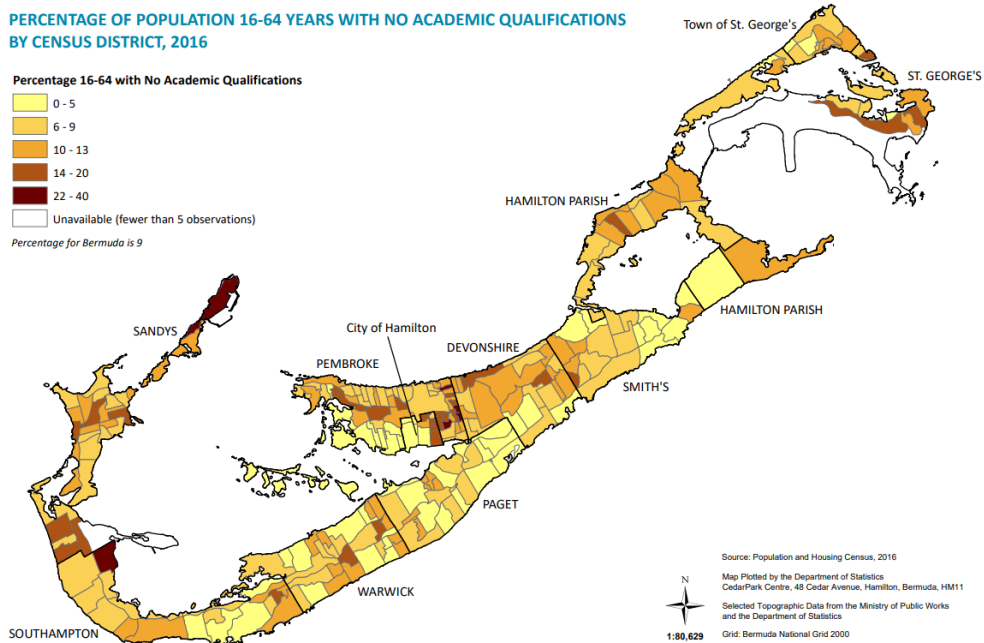 PERCENTAGE OF POPULATION 16-64 YEARS WITH NO ACADEMIC QUALIFICATIONS
BY CENSUS DISTRICT, 2016
Percentage 16-64 with No Academic Qualifications
0 - 5
6 - 9
10 - 13
14 - 20
22 - 40
Unavailable (fewer than 5 observations)
Percentage for Bermuda is 9
Town of St. George's
ST. GEORGE'S
HAMILTON PARISH
HAMILTON PARISH
SANDYS
City of Hamilton
PEMBROKE
DEVONSHIRE
SMITH'S
PAGET
WARWICK
SOUTHAMPTON
N
1:80,629
Source: Population and Housing Census, 2016
Map Plotted by the Department of Statistics
CedarPark Centre, 48 Cedar Avenue, Hamilton, Bermuda, HM11
Selected Topographic Data from the Ministry of Public Works
and the Department of Statistics
Grid: Bermuda National Grid 2000